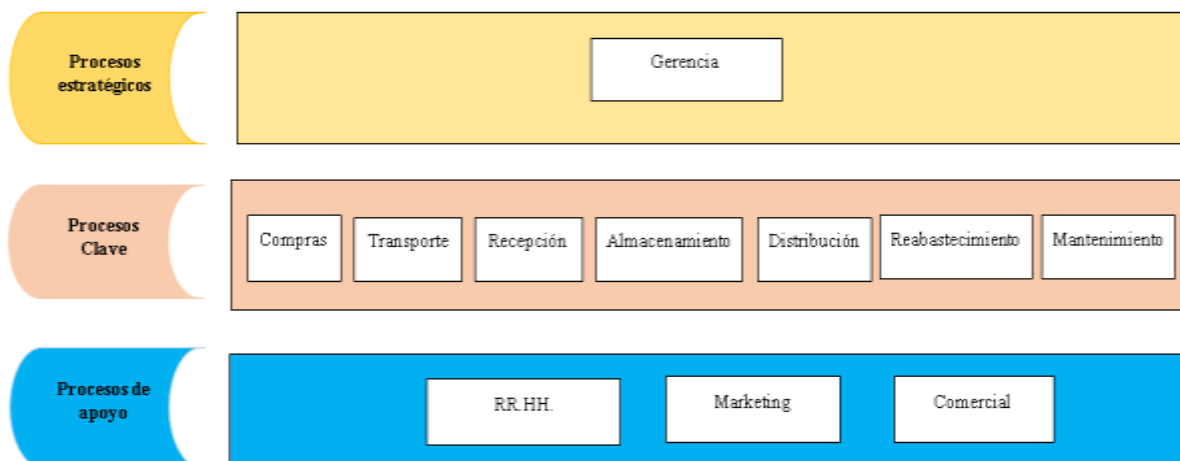 Procesos
estratégicos
Gerencia
Procesos
Clave
Compras
Transporte
Recepción
Almacenamiento
Distribución
Reabastecimiento
Mantenimiento
Procesos de
apoyo
RR.HH.
Marketing
Comercial